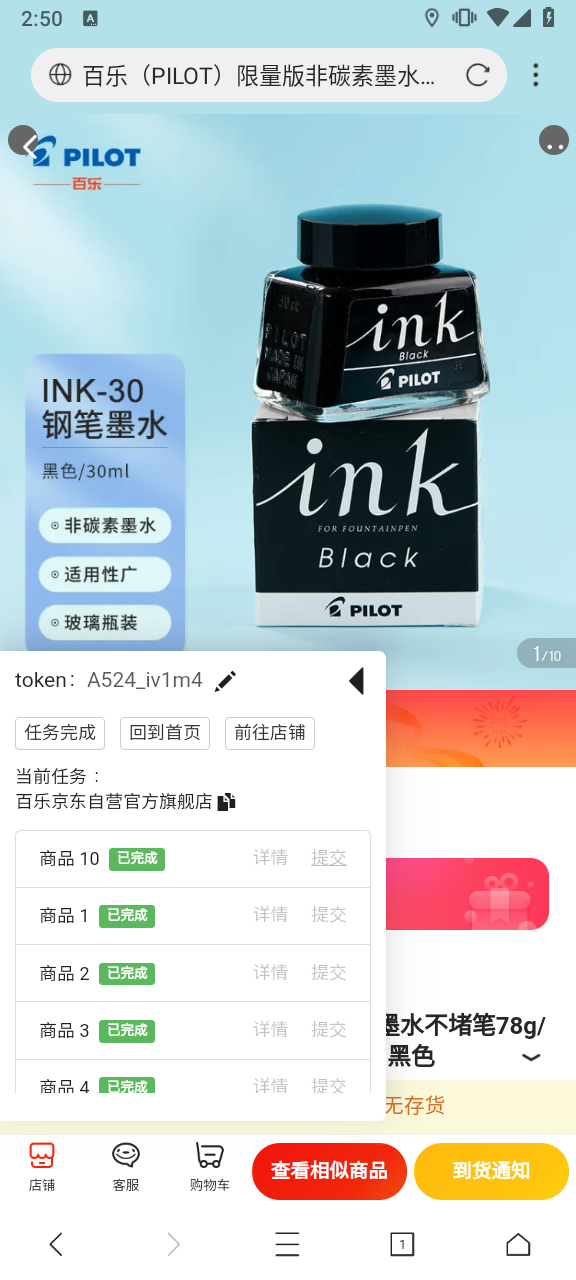 2:50
A
百乐（PILOT）限量版非碳素墨水...
PILOT
百乐
INK-30
钢笔墨水
黑色/30ml
非碳素墨水
适用性广
玻璃瓶装
30cc
PILOT
MADE IN
JAPAN
ink
Black
PILOT
ink
FOR FOUNTAINPEN
Black
PILOT
1/10
token： A524_iv1m4
任务完成 回到首页 前往店铺
当前任务：
百乐京东自营官方旗舰店
商品 10 已完成 详情 提交
商品 1 已完成 详情 提交
商品 2 已完成 详情 提交
商品 3 已完成 详情 提交
商品 4 已完成 详情 提交
墨水不堵笔78g/
黑色
无存货
店铺 客服 购物车 查看相似商品 到货通知
1